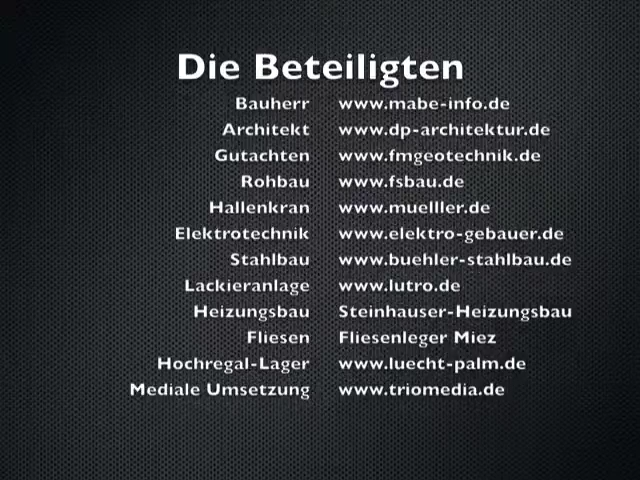 Die Beteiligten
Bauherr www.mabe-info.de
Architekt www.dp-architektur.de
Gutachten www.fmgeotechnik.de
Rohbau www.fsbau.de
Hallenkran www.muelller.de
Elektrotechnik www.elektro-gebauer.de
Stahlbau www.buehler-stahlbau.de
Lackieranlage www.lutro.de
Heizungsbau Steinhauser-Heizungsbau
Fliesen Fliesenleger Miez
Hochregal-Lager www.luecht-palm.de
Mediale Umsetzung www.triomedia.de